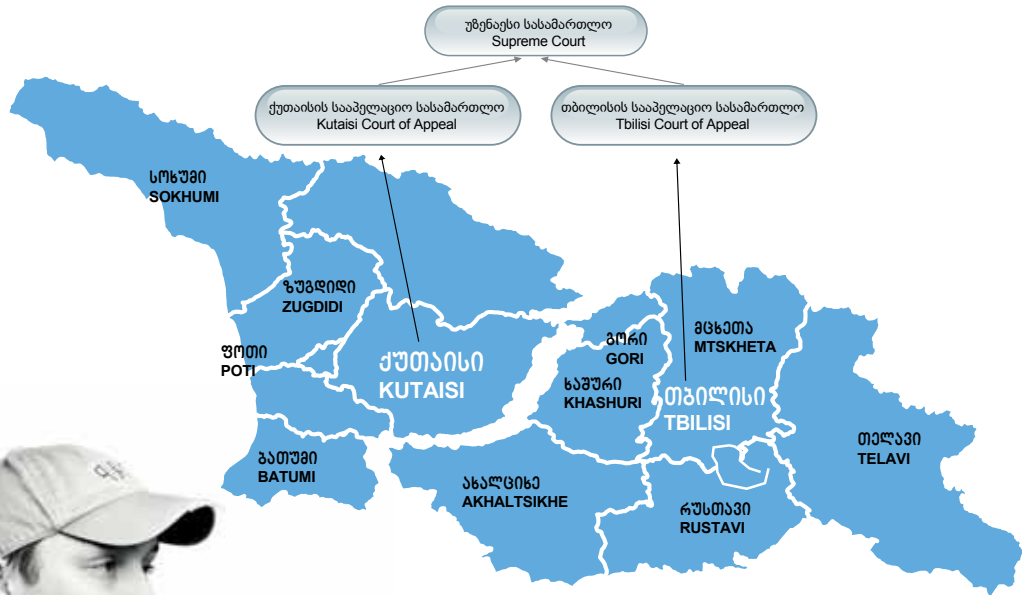 უზენაესი სასამართლო
Supreme Court
ქუთაისის სააპელაციო სასამართლო
Kutaisi Court of Appeal
თბილისის სააპელაციო სასამართლო
Tbilisi Court of Appeal
სოხუმი
SOKHUMI
ზუგდიდი
ZUGDIDI
ფოთი
POTI
ქუთაისი
KUTAISI
გორი
GORI
ხაშური
KHASHURI
მცხეთა
MTSKHETA
თბილისი
TBILISI
თელავი
TELAVI
ბათუმი
BATUMI
ახალციხე
AKHALTSIKHE
რუსთავი
RUSTAVI